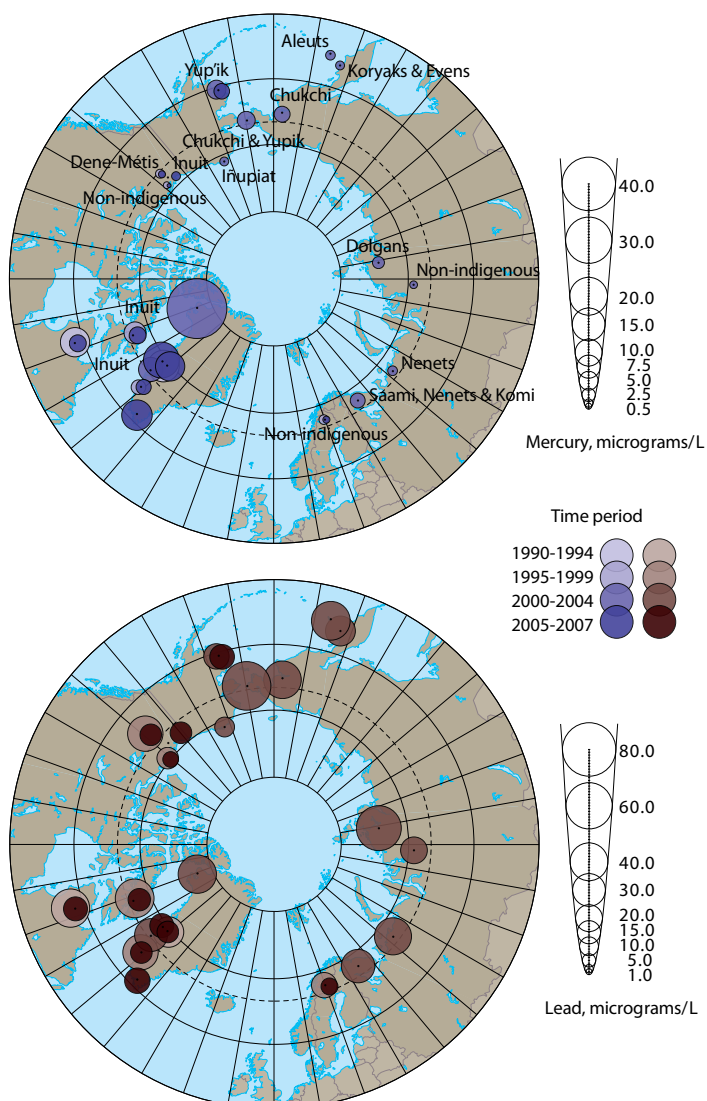 Aleuts
Yup’ik
Koryaks & Evens
Chukchi
Chukchi & Yupik
Dene-Métis
Inuit
Iñupiat
Non-indigenous
Dolgans
Non-indigenous
Inuit
Inuit
Nenets
Saami, Nenets & Komi
Non-indigenous
40.0
30.0
20.0
15.0
10.0
7.5
5.0
2.5
0.5
Mercury, micrograms/L
Time period
1990-1994
1995-1999
2000-2004
2005-2007
80.0
60.0
40.0
30.0
20.0
15.0
10.0
5.0
1.0
Lead, micrograms/L